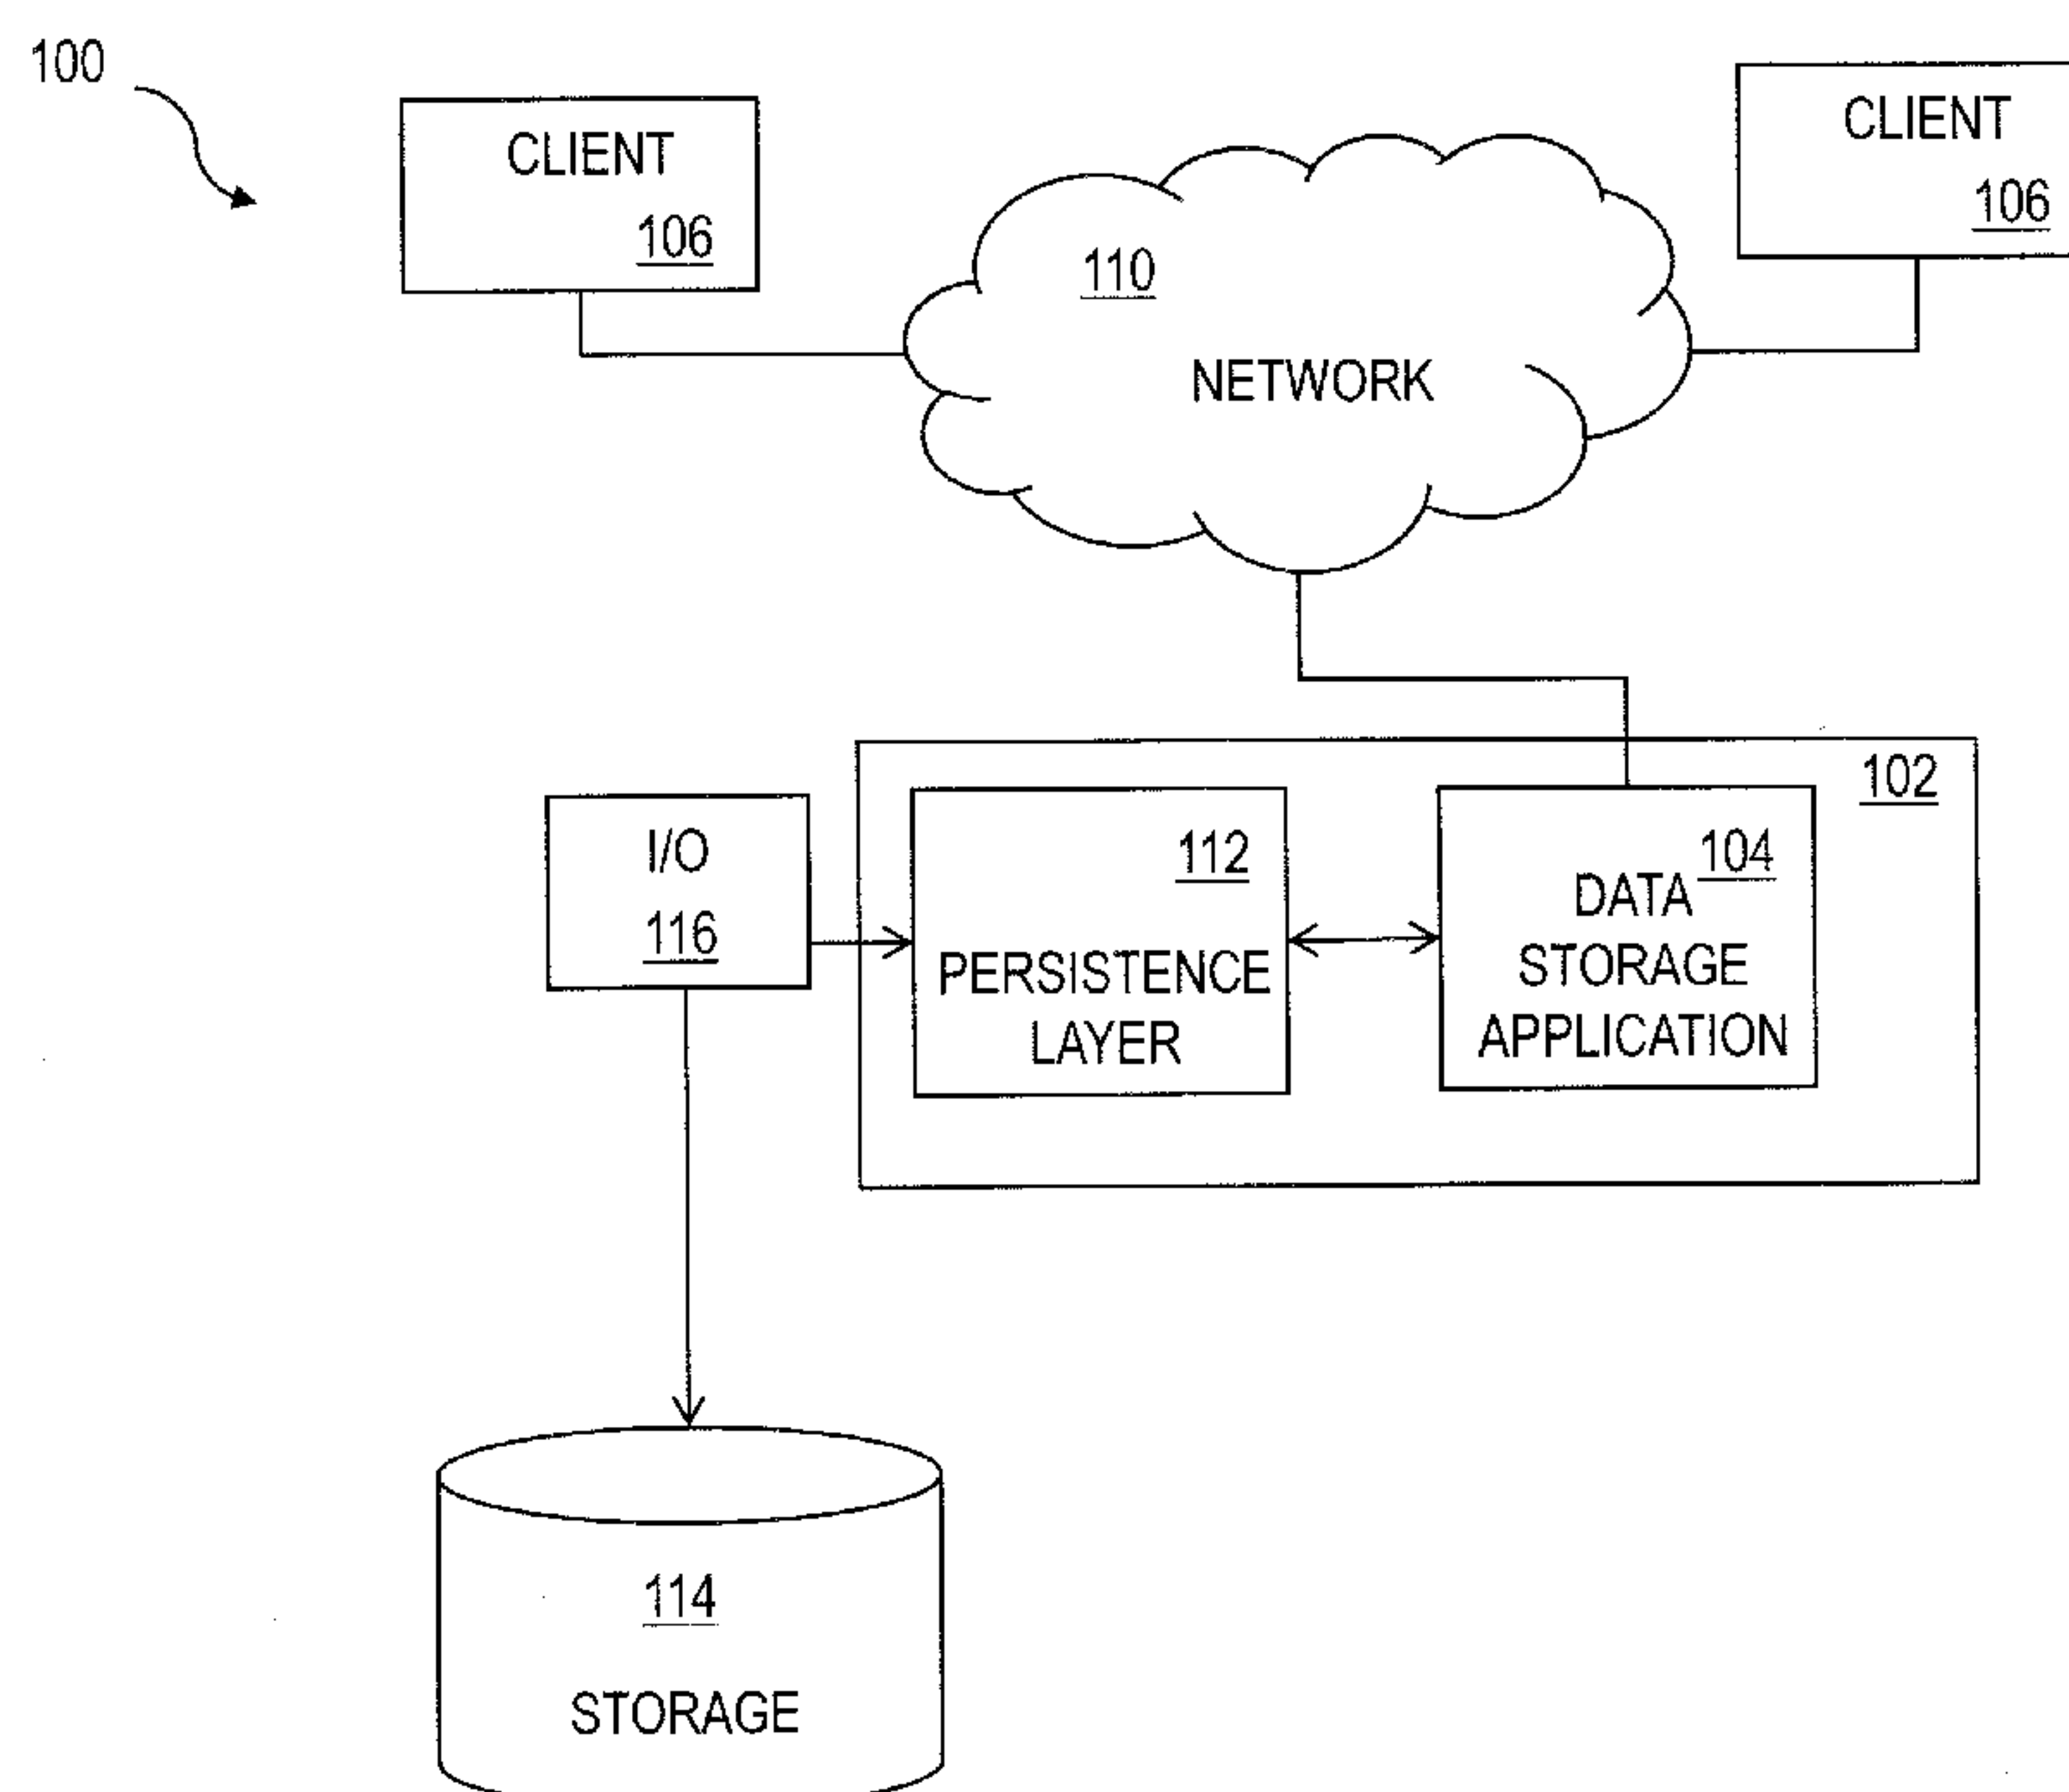 100
CLIENT
106
CLIENT
106
110
NETWORK
102
I/O
116
112
PERSISTENCE
LAYER
104
DATA
STORAGE
APPLICATION
114
STORAGE